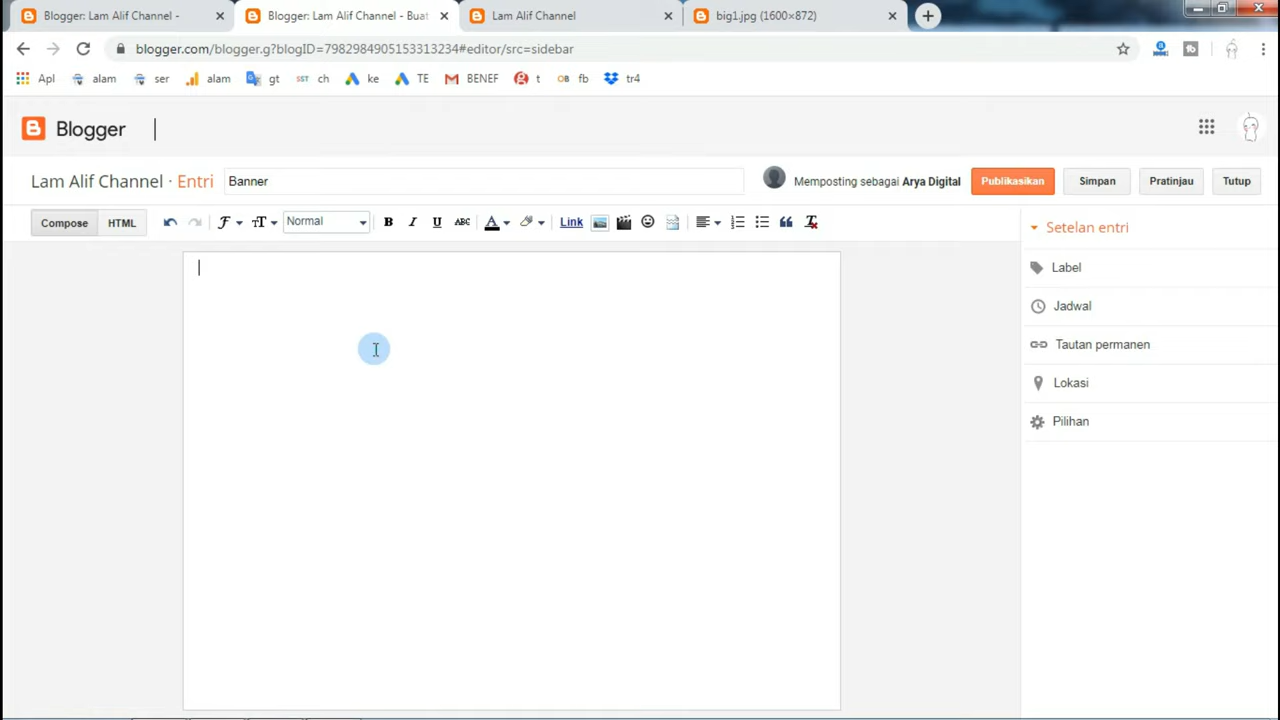 Blogger: Lam Alif Channel -
Blogger: Lam Alif Channel - Buat
Lam Alif Channel
big1.jpg (1600×872)
blogger.com/blogger.g?blogID=7982984905153313234#editor/src=sidebar
Apl
alam
ser
alam
gt
SST ch
ke
TE
BENEF
t
OB fb
tr4
Blogger
Lam Alif Channel · Entri
Banner
Memposting sebagai Arya Digital
Publikasikan
Simpan
Pratinjau
Tutup
Compose
HTML
Normal
B
I
U
ABC
A
Link
Setelan entri
Label
Jadwal
Tautan permanen
Lokasi
Pilihan